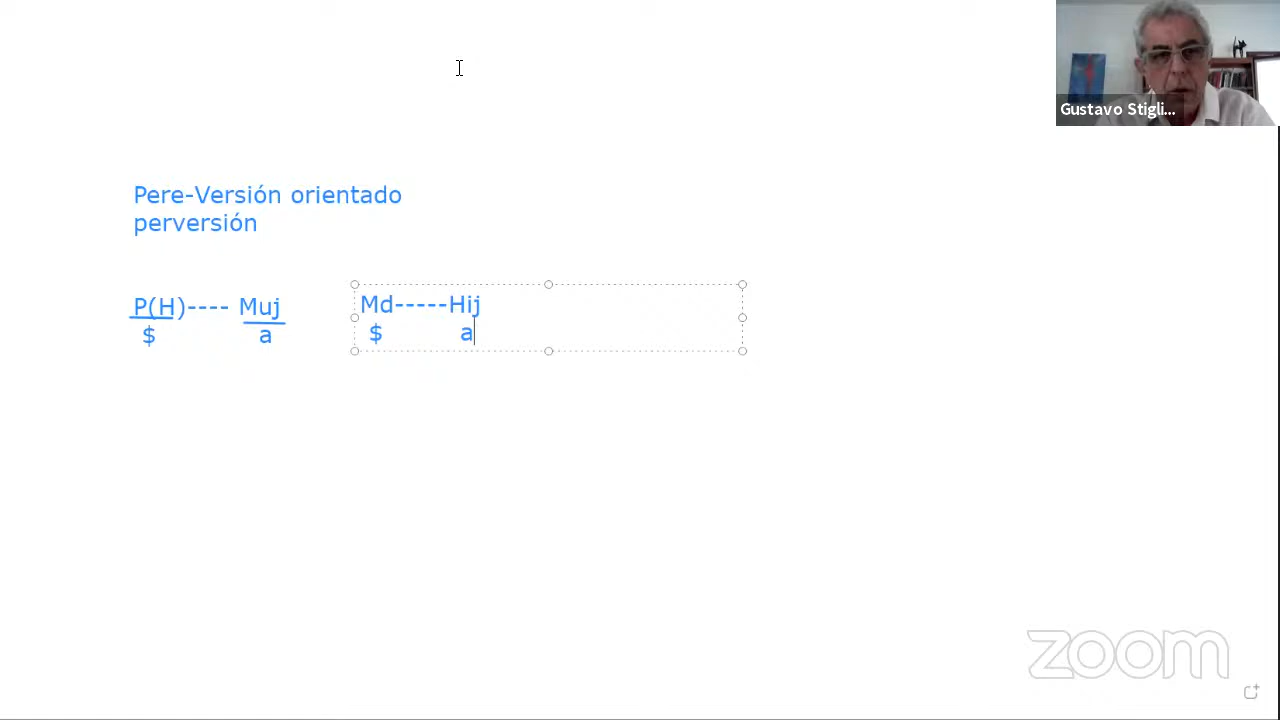 Gustavo Stigli...
Pere-Versión orientado
perversión
P(H)---- Muj
$ a
Md-----Hij
$ a
zoom